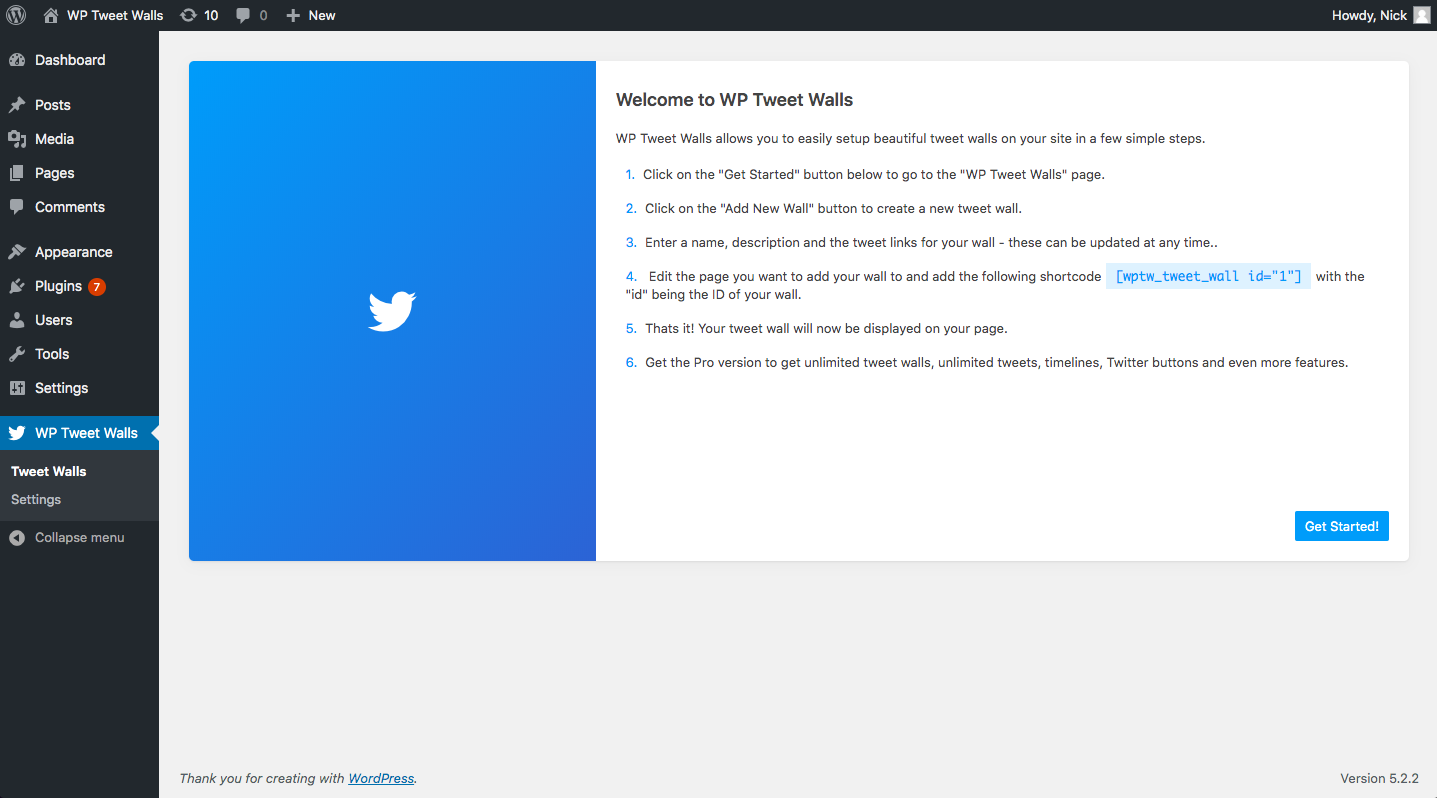 WP Tweet Walls 10 0 New Howdy, Nick
Dashboard
Posts
Media
Pages
Comments
Appearance
Plugins 7
Users
Tools
Settings
WP Tweet Walls
Tweet Walls
Settings
Collapse menu
Welcome to WP Tweet Walls
WP Tweet Walls allows you to easily setup beautiful tweet walls on your site in a few simple steps.
1. Click on the "Get Started" button below to go to the "WP Tweet Walls" page.
2. Click on the "Add New Wall" button to create a new tweet wall.
3. Enter a name, description and the tweet links for your wall - these can be updated at any time..
4. Edit the page you want to add your wall to and add the following shortcode [wptw_tweet_wall id="1"] with the
"id" being the ID of your wall.
5. Thats it! Your tweet wall will now be displayed on your page.
6. Get the Pro version to get unlimited tweet walls, unlimited tweets, timelines, Twitter buttons and even more features.
Get Started!
Thank you for creating with WordPress. Version 5.2.2